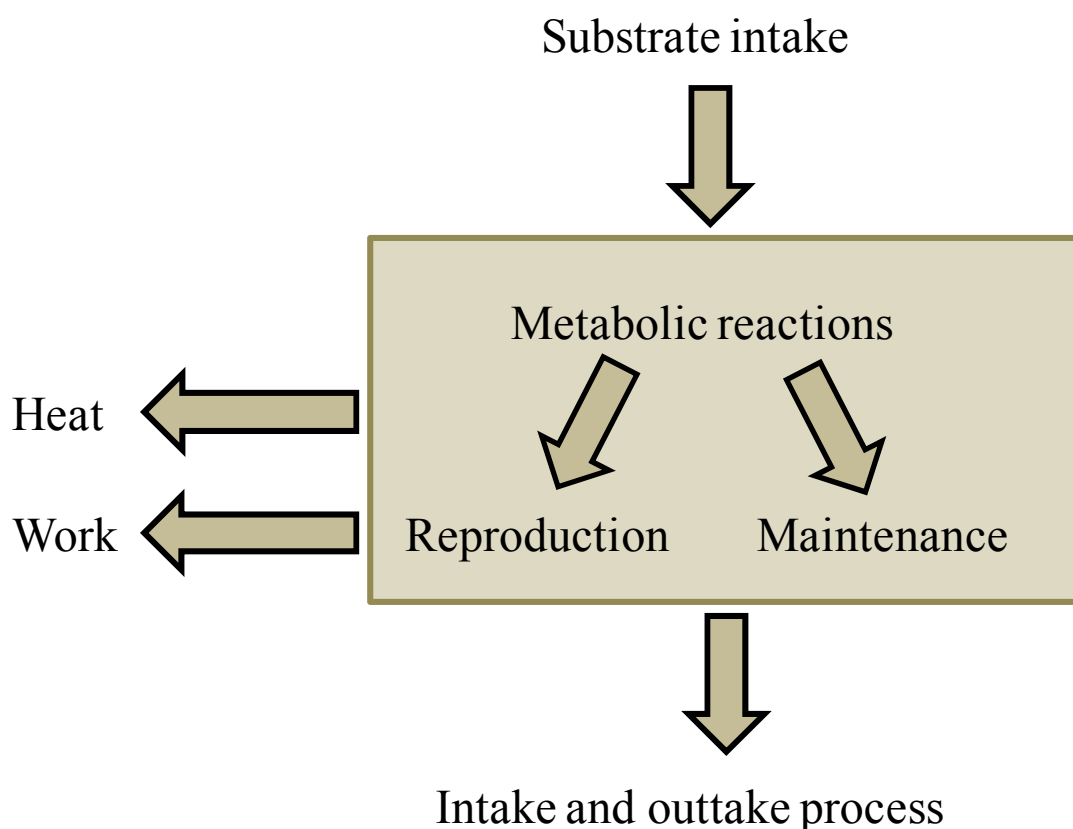 Substrate intake
Metabolic reactions
Heat
Work
Reproduction
Maintenance
Intake and outtake process